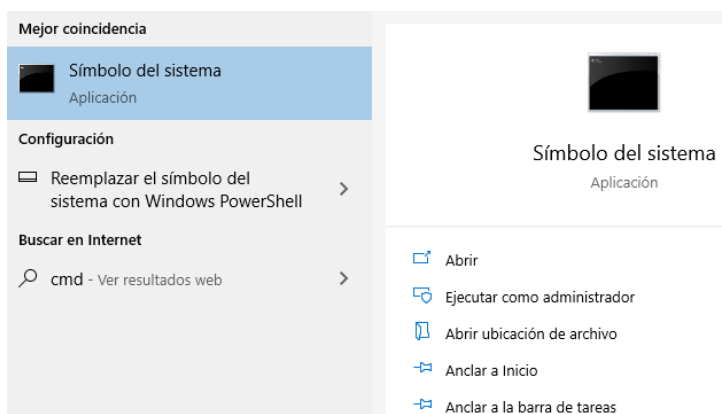 Mejor coincidencia
Símbolo del sistema
Aplicación
Configuración
Reemplazar el símbolo del
sistema con Windows PowerShell
Buscar en Internet
cmd - Ver resultados web
Símbolo del sistema
Aplicación
Abrir
Ejecutar como administrador
Abrir ubicación de archivo
Anclar a Inicio
Anclar a la barra de tareas